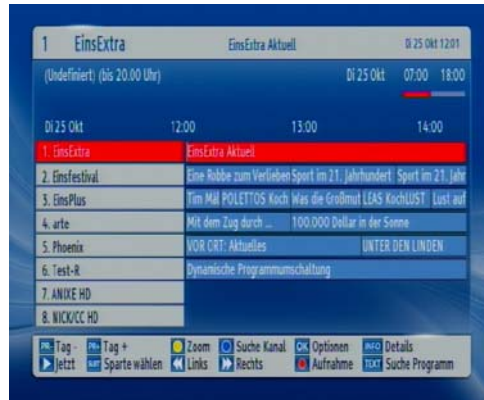 1 EinsExtra EinsExtra Aktuell Di 25 Okt 12:01
(Undefiniert) (bis 20.00 Uhr) Di 25 Okt 07:00 18:00
Di 25 Okt 12:00 13:00 14:00
1. EinsExtra EinsExtra Aktuell
2. Einsfestival Eine Robbe zum Verlieben Sport im 21. Jahrhundert Sport im 21. Jahr
3. EinsPlus Tim Mäl POLETTOS Koch Was die Großmut LEAS KochLUST Lust auf
4. arte Mit dem Zug durch ... 100.000 Dollar in der Sonne
5. Phoenix VOR ORT: Aktuelles UNTER DEN LINDEN
6. Test-R Dynamische Programmumschaltung
7. ANIXE HD
8. NICK/CC HD
PR- Tag - PR+ Tag + Zoom Suche Kanal OK Optionen INFO Details
Jetzt Sparte wählen Links Rechts Aufnahme TEXT Suche Programm